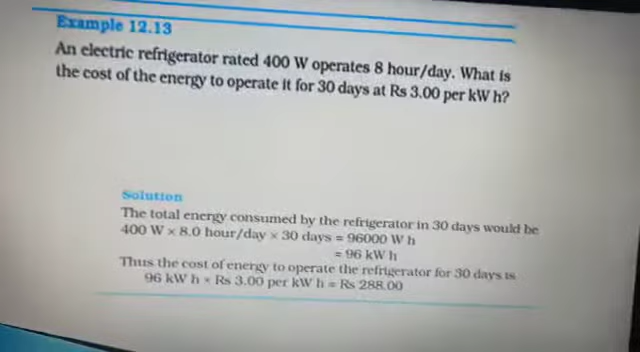 Example 12.13
An electric refrigerator rated 400 W operates 8 hour/day. What is
the cost of the energy to operate it for 30 days at Rs 3.00 per kW h?
Solution
The total energy consumed by the refrigerator in 30 days would be
400 W × 8.0 hour/day × 30 days = 96000 W h
= 96 kW h
Thus the cost of energy to operate the refrigerator for 30 days is
96 kW h × Rs 3.00 per kW h = Rs 288.00